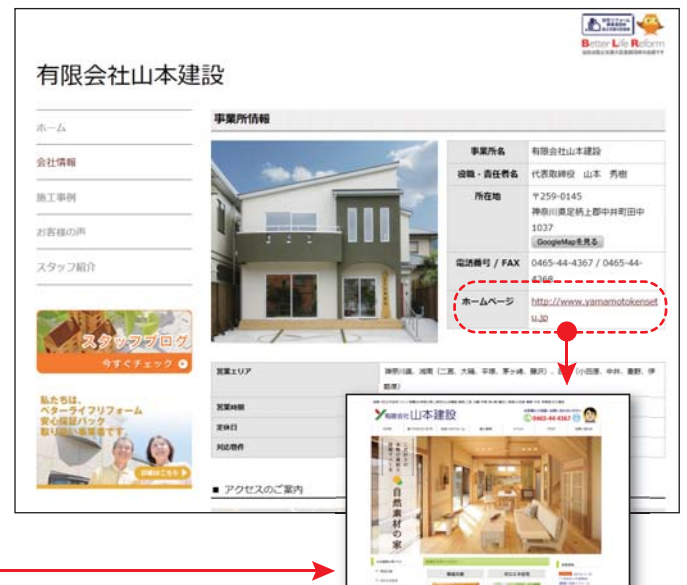 Better Life Reform
有限会社山本建設
ホーム
会社情報
施工事例
お客様の声
スタッフ紹介
スタッフブログ
今すぐチェック
私たちは、
ベターライフリフォーム
安心保証パック
取り扱い事業者です。
詳細はこちら
事業所情報
事業所名 有限会社山本建設
役職・責任者名 代表取締役 山本 秀樹
所在地 〒259-0145
神奈川県足柄上郡中井町田中
1037
GoogleMapを見る
電話番号 / FAX 0465-44-4367 / 0465-44-
4268
ホームページ http://www.yamamotokenset
u.jp
営業エリア 神奈川県、湘南（二宮、大磯、平塚、茅ヶ崎、藤沢）、
（小田原、中井、秦野、伊
勢原）
営業時間
定休日
対応物件
■ アクセスのご案内
有限会社山本建設
0465-44-4367
自然素材の家